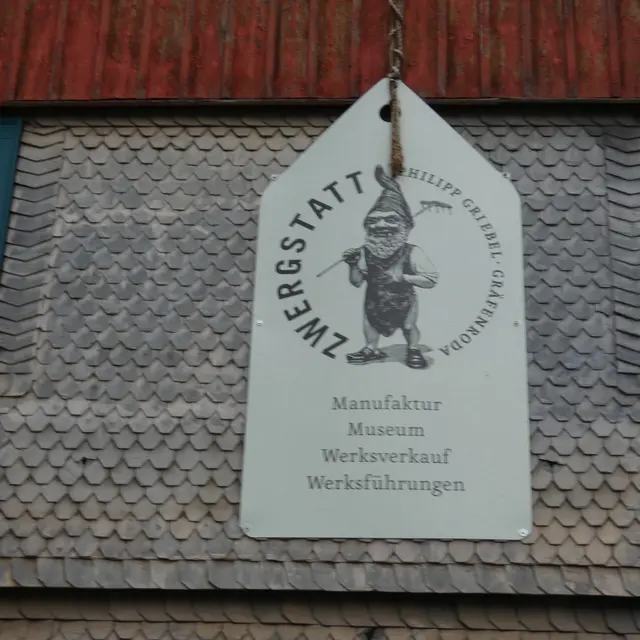 ZWERGSTATT
PHILIPP GRIEBEL · GRÄFENRODA
Manufaktur
Museum
Werksverkauf
Werksführungen